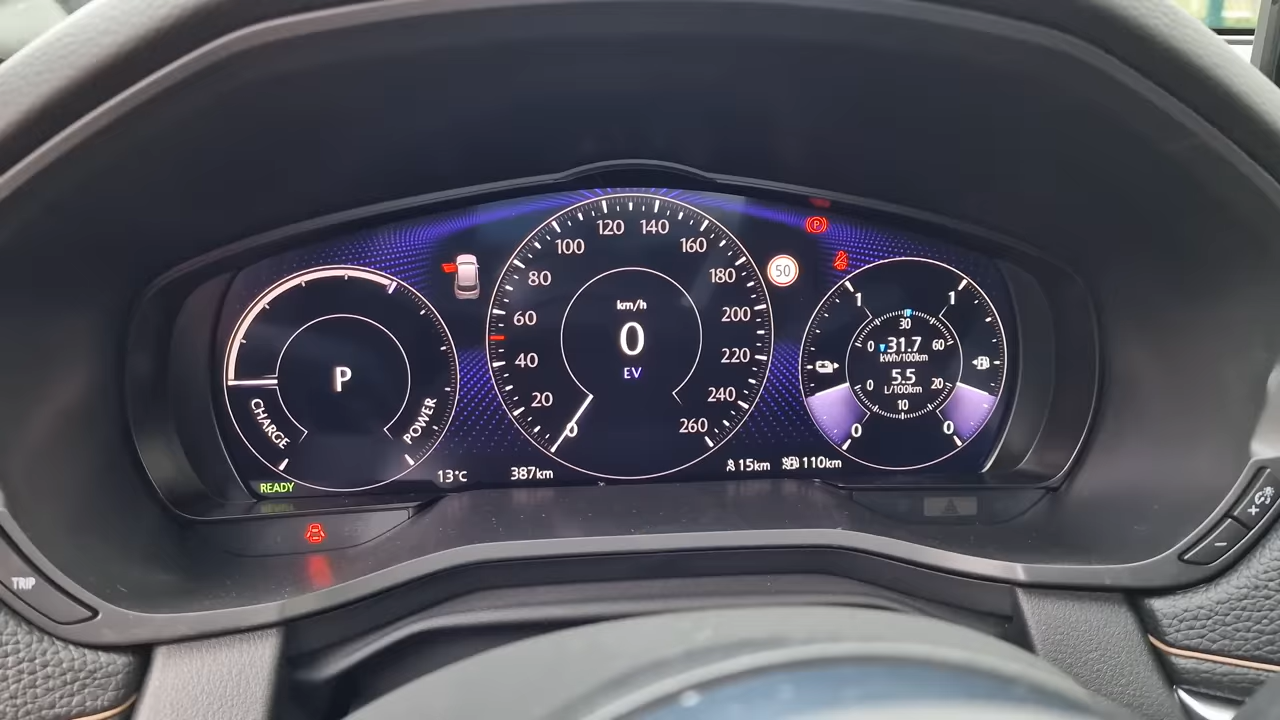 120 140
100 160
80 180
60 200
40 220
20 240
0 260
km/h
0
EV
50
P
P
CHARGE
POWER
READY
13°C
387km
15km
110km
1 1
30
0 31.7 60
kWh/100km
5.5
0 20
L/100km
10
0 0
TRIP